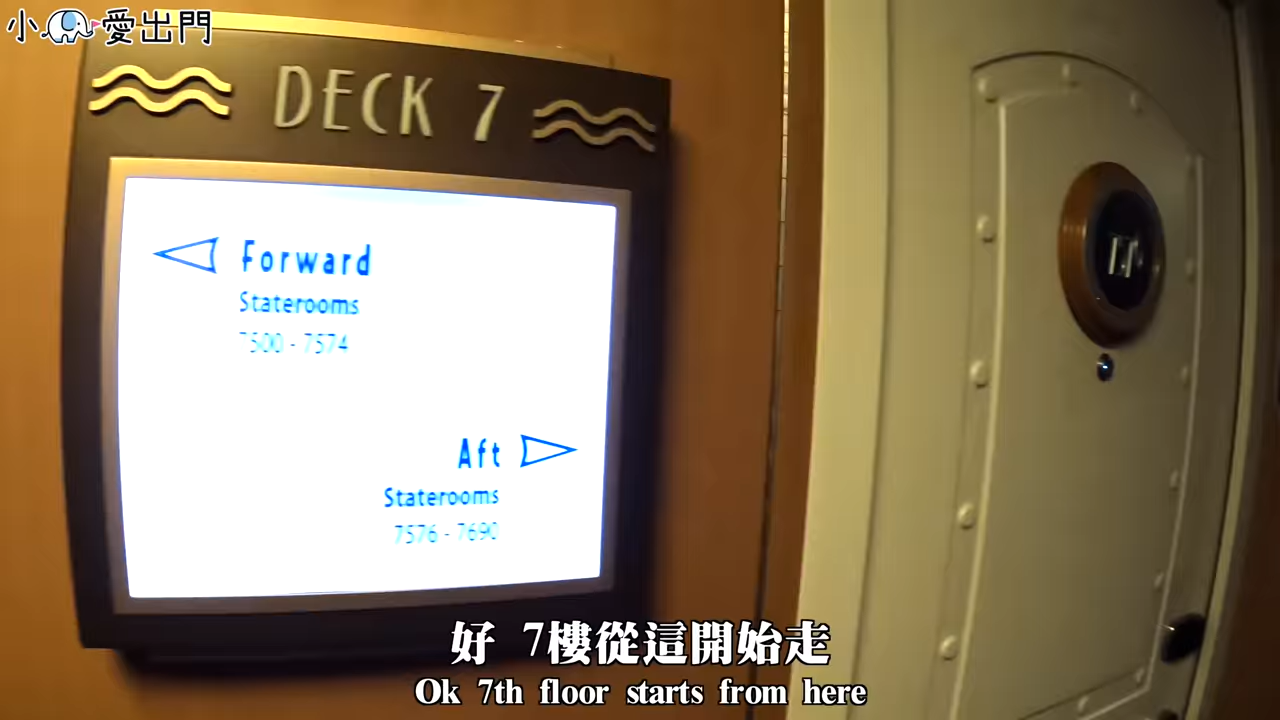 小愛出門
DECK 7
Forward
Staterooms
7500 - 7574
Aft
Staterooms
7576 - 7690
好 7樓從這開始走
Ok 7th floor starts from here